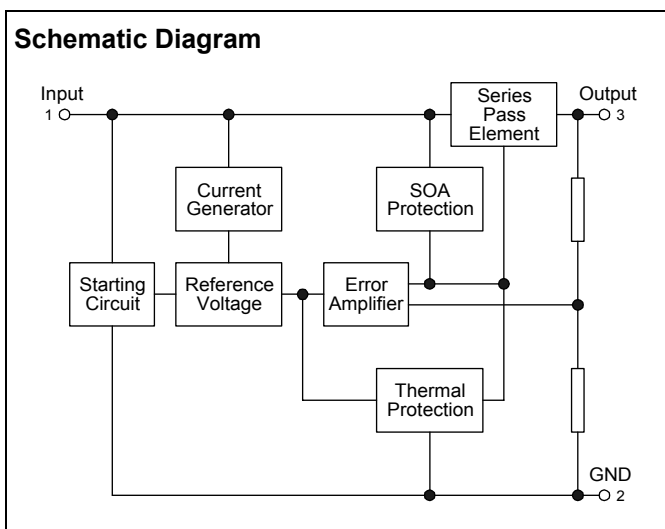 Schematic Diagram
Input
1
Series
Pass
Element
Output
3
Current
Generator
SOA
Protection
Starting
Circuit
Reference
Voltage
Error
Amplifier
Thermal
Protection
GND
2